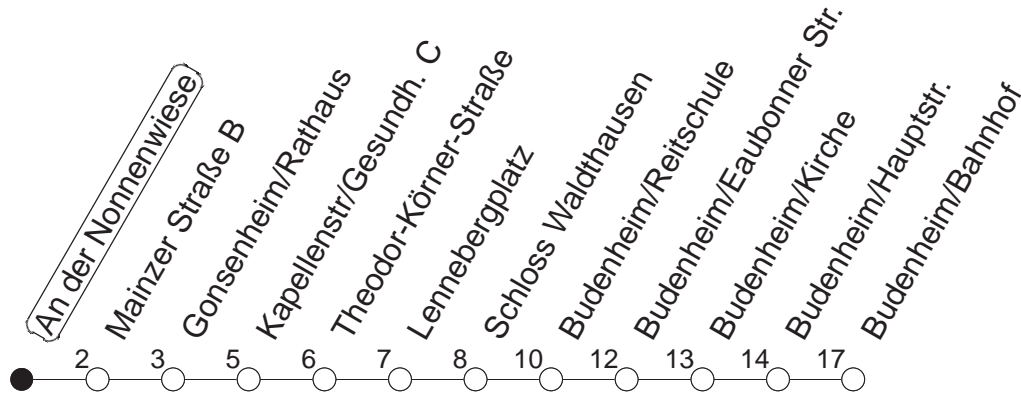 An der Nonnenwiese
Mainzer Straße B
Gonsenheim/Rathaus
Kapellenstr/Gesundh. C
Theodor-Körner-Straße
Lennebergplatz
Schloss Waldthausen
Budenheim/Reitschule
Budenheim/Eaubonner Str.
Budenheim/Kirche
Budenheim/Hauptstr.
Budenheim/Bahnhof
2 3 5 6 7 8 10 12 13 14 17